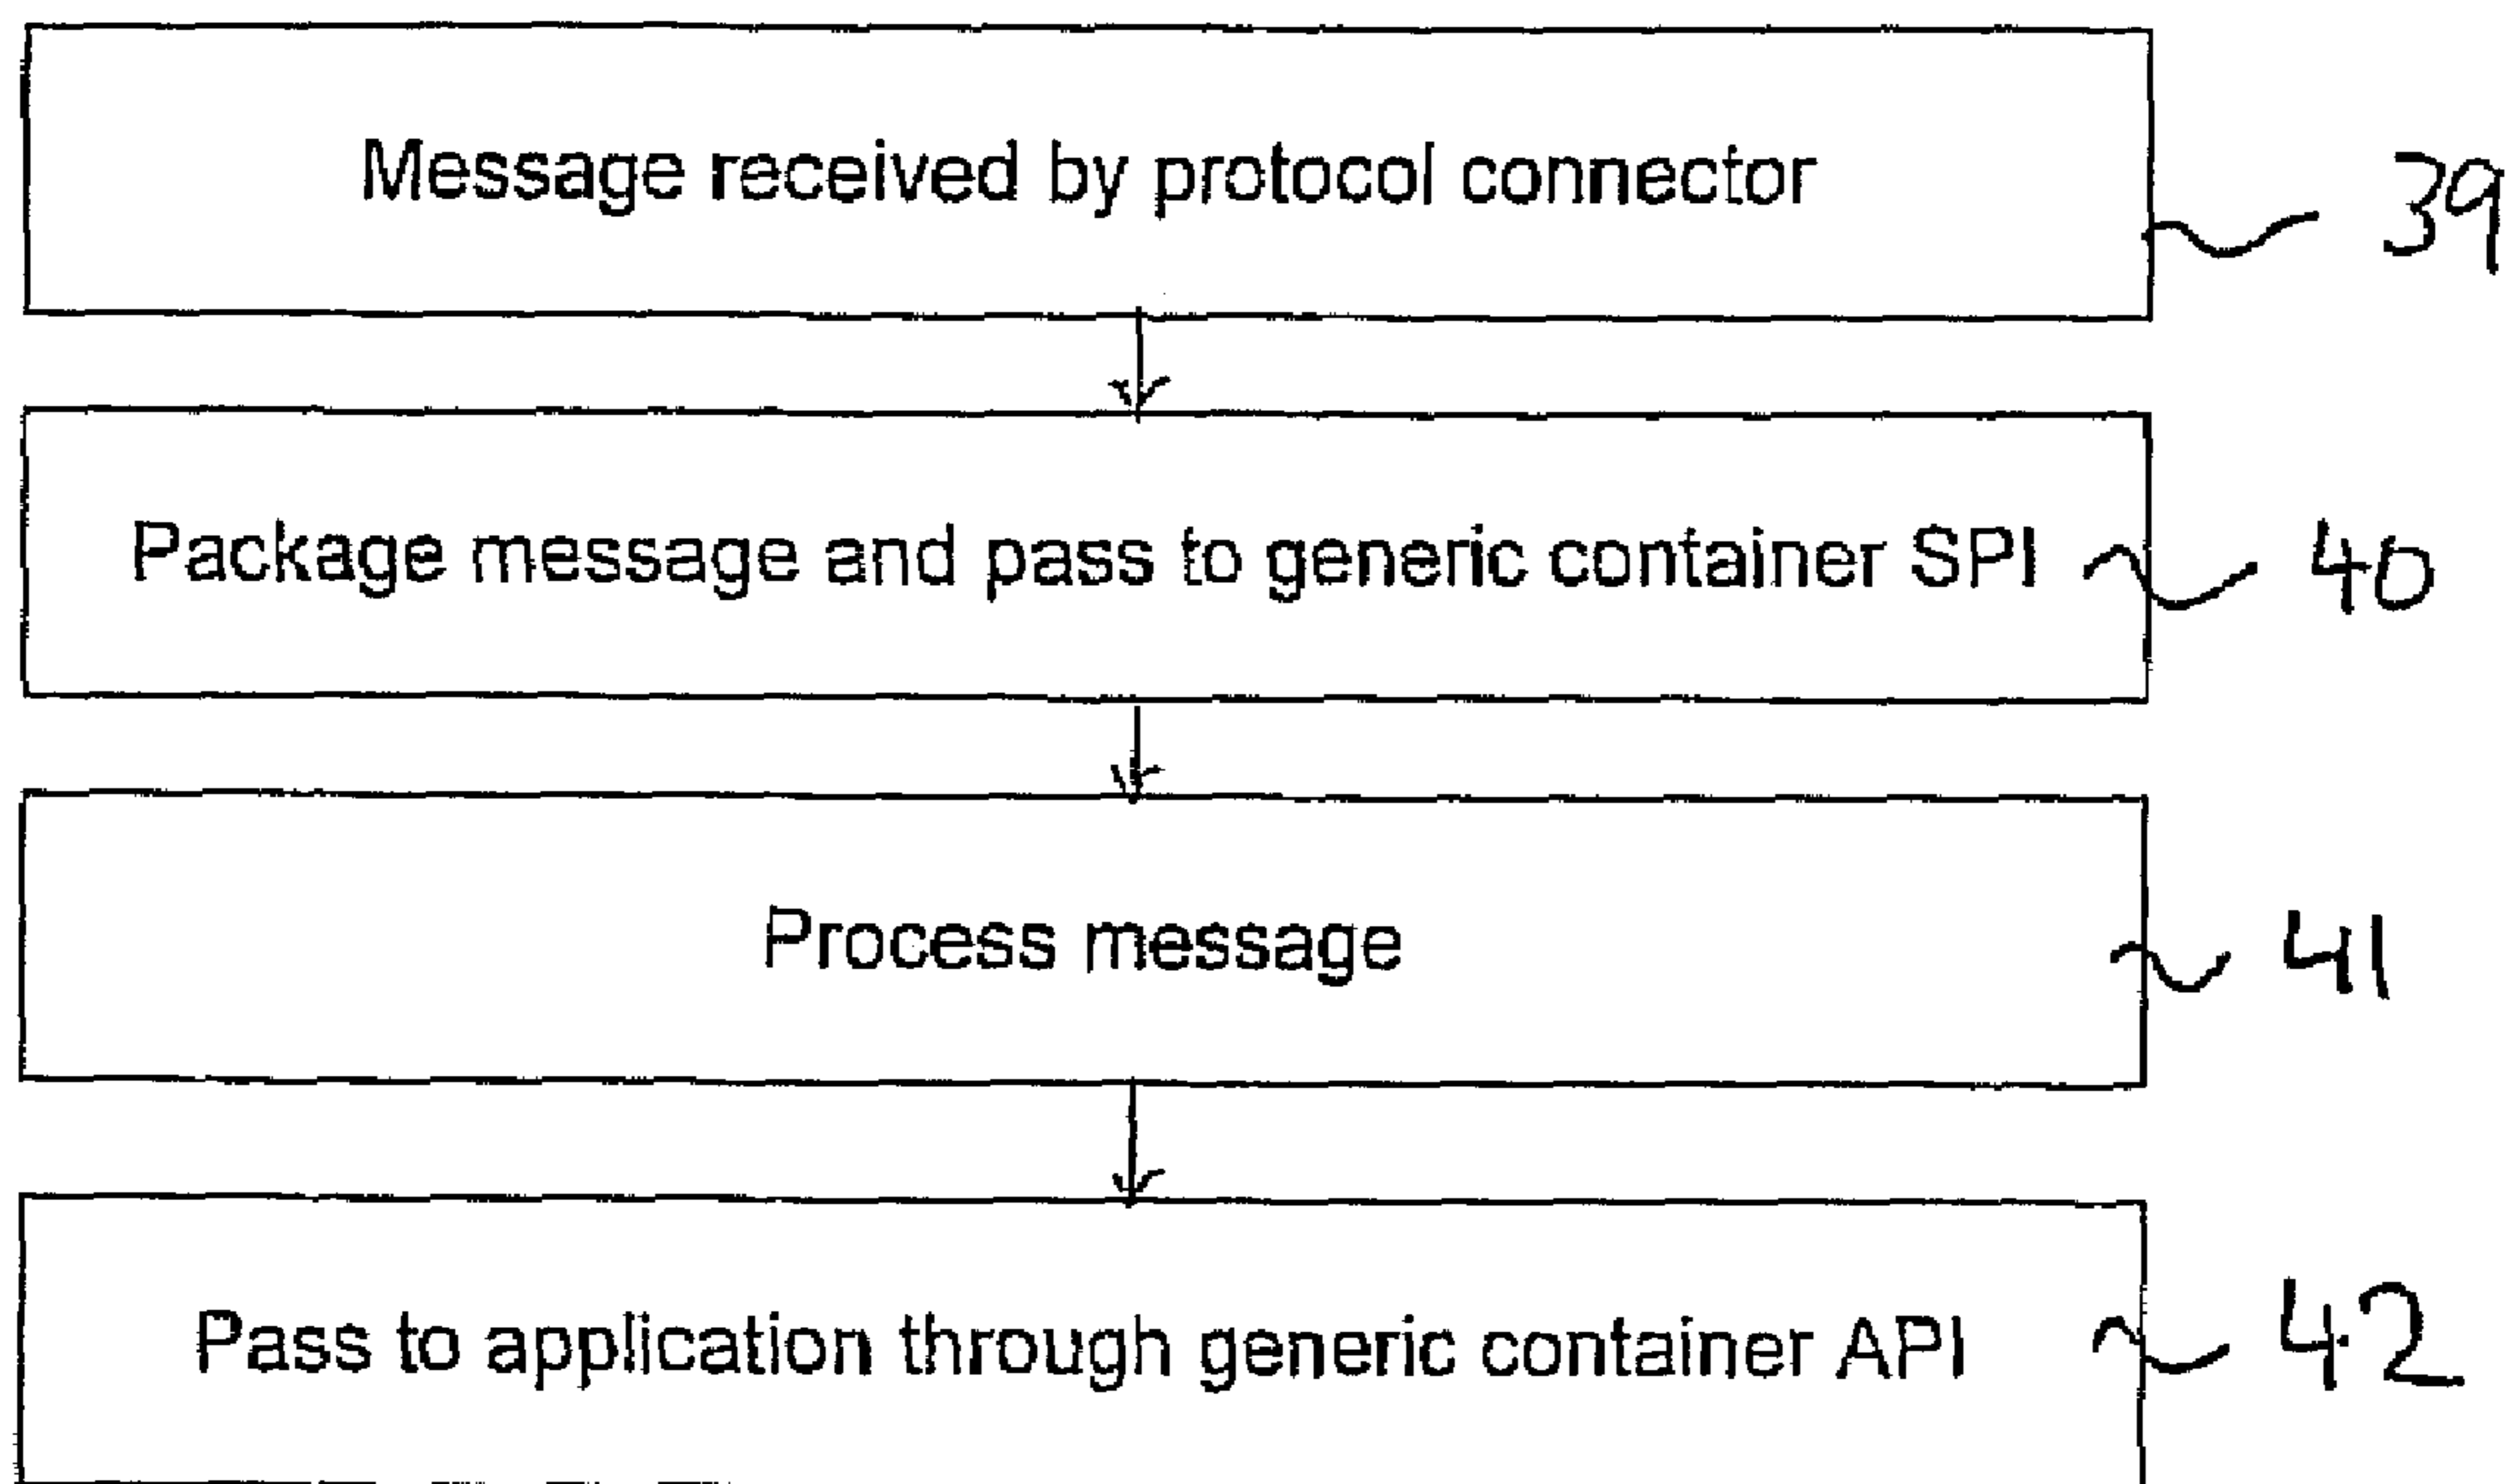 Message received by protocol connector
39
Package message and pass to generic container SPI
40
Process message
41
Pass to application through generic container API
42